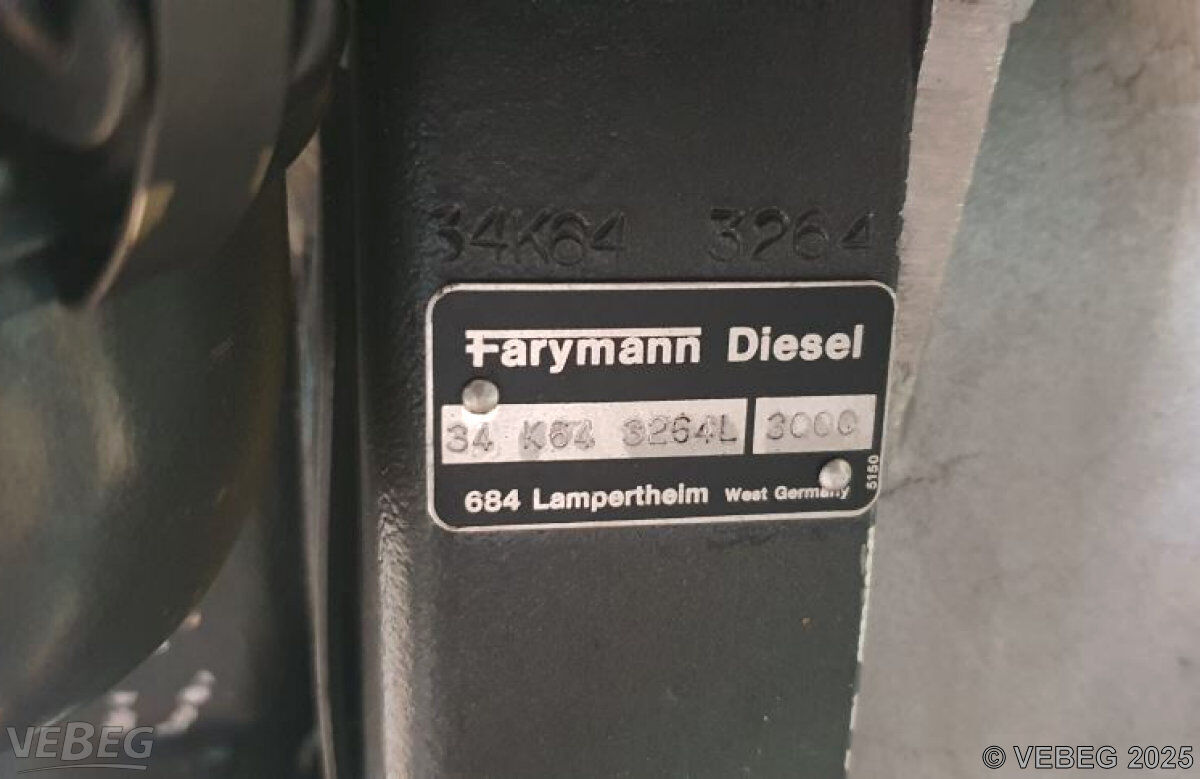 34K64 3264
Farymann Diesel
34 K64 3264L 3000
684 Lampertheim West Germany
5150
VEBEG
© VEBEG 2025